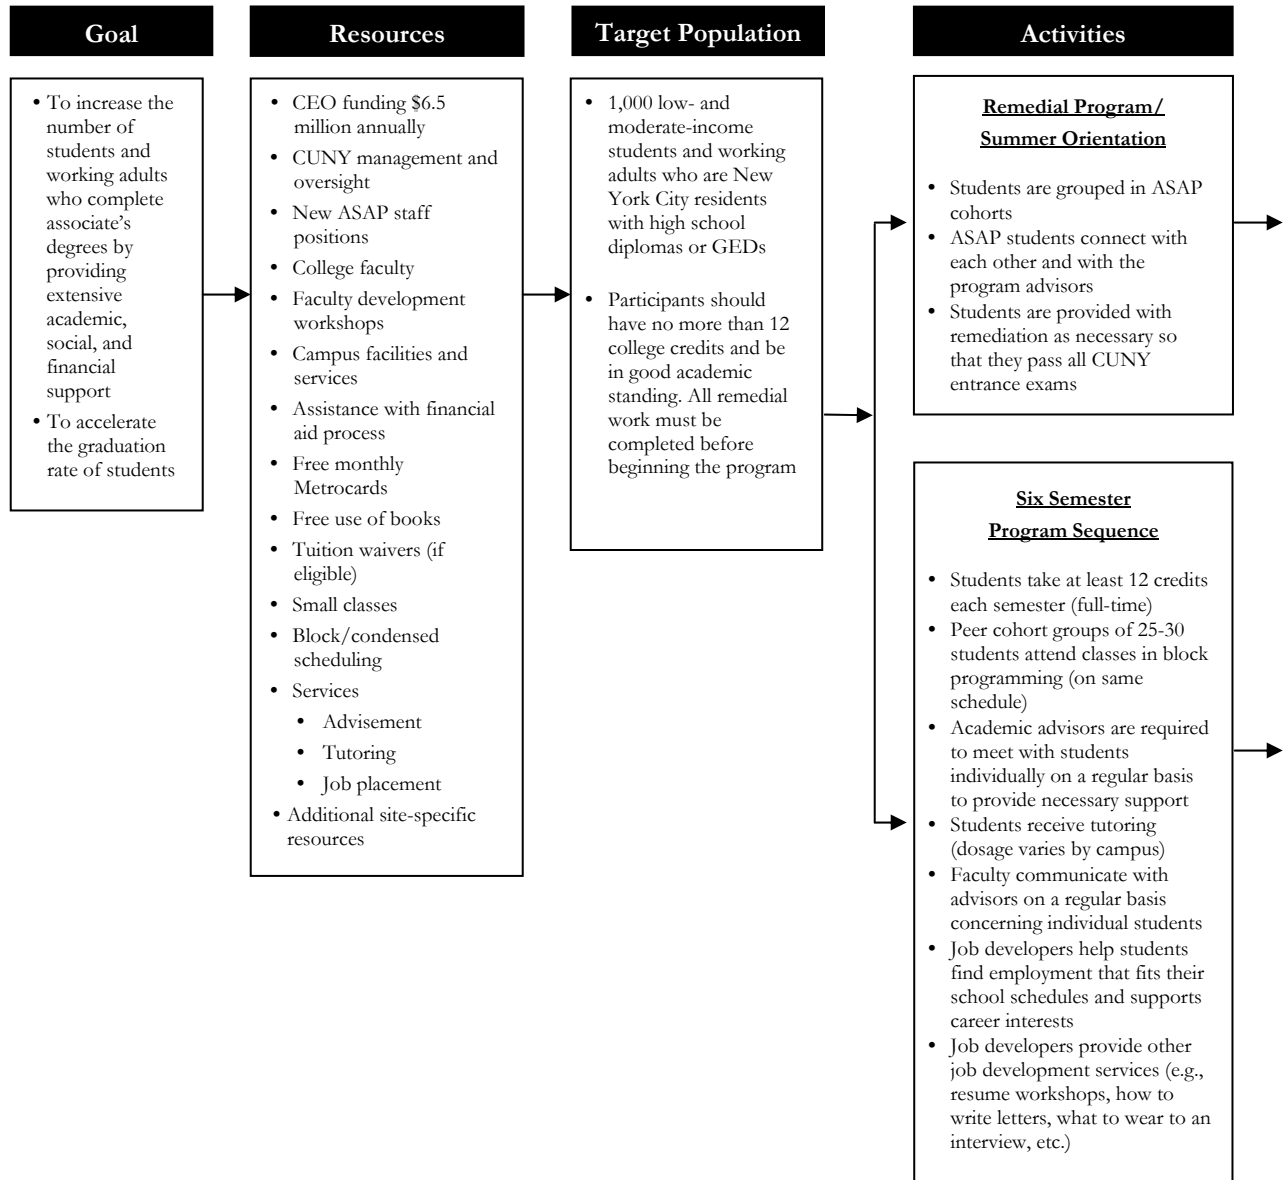 Goal
• To increase the
number of
students and
working adults
who complete
associate’s
degrees by
providing
extensive
academic,
social, and
financial
support
• To accelerate
the graduation
rate of students
Resources
• CEO funding $6.5
million annually
• CUNY management and
oversight
• New ASAP staff
positions
• College faculty
• Faculty development
workshops
• Campus facilities and
services
• Assistance with financial
aid process
• Free monthly
Metrocards
• Free use of books
• Tuition waivers (if
eligible)
• Small classes
• Block/condensed
scheduling
• Services
• Advisement
• Tutoring
• Job placement
• Additional site-specific
resources
Target Population
• 1,000 low- and
moderate-income
students and working
adults who are New
York City residents
with high school
diplomas or GEDs
• Participants should
have no more than 12
college credits and be
in good academic
standing. All remedial
work must be
completed before
beginning the program
Activities
Remedial Program/
Summer Orientation
• Students are grouped in ASAP
cohorts
• ASAP students connect with
each other and with the
program advisors
• Students are provided with
remediation as necessary so
that they pass all CUNY
entrance exams
Six Semester
Program Sequence
• Students take at least 12 credits
each semester (full-time)
• Peer cohort groups of 25-30
students attend classes in block
programming (on same
schedule)
• Academic advisors are required
to meet with students
individually on a regular basis
to provide necessary support
• Students receive tutoring
(dosage varies by campus)
• Faculty communicate with
advisors on a regular basis
concerning individual students
• Job developers help students
find employment that fits their
school schedules and supports
career interests
• Job developers provide other
job development services (e.g.,
resume workshops, how to
write letters, what to wear to an
interview, etc.)